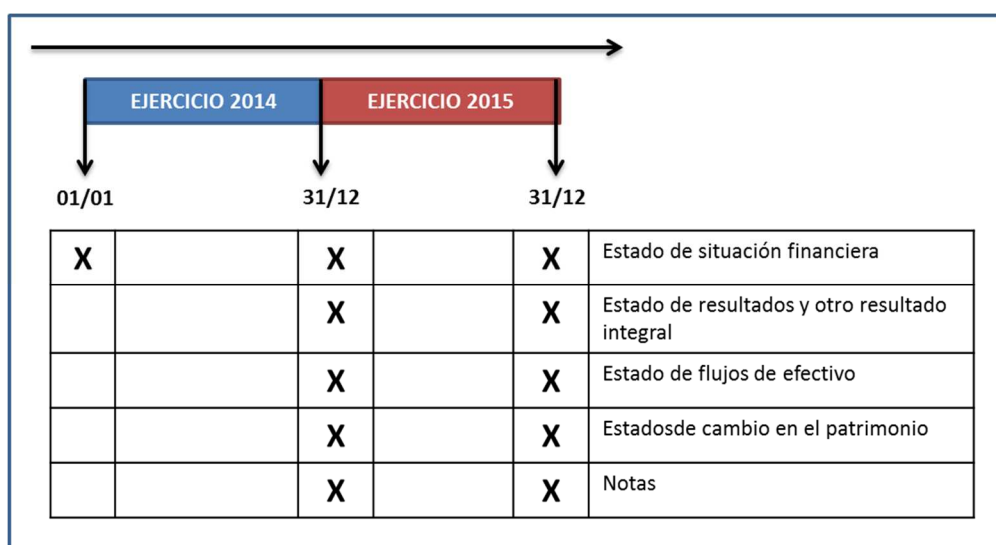 EJERCICIO 2014 EJERCICIO 2015
01/01 31/12 31/12
X X X Estado de situación financiera
X X Estado de resultados y otro resultado
integral
X X Estado de flujos de efectivo
X X Estadosde cambio en el patrimonio
X X Notas